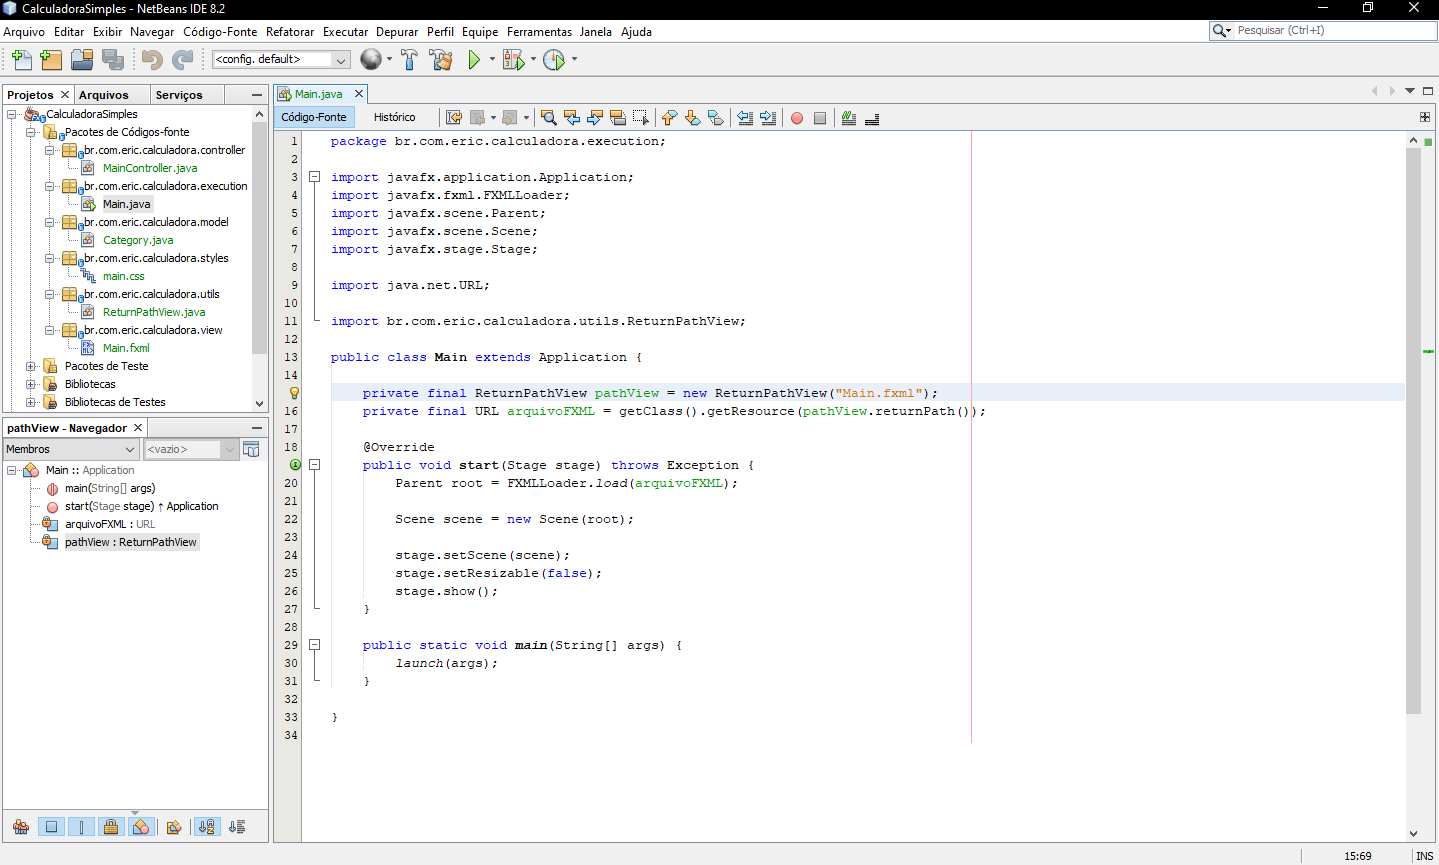 CalculadoraSimples - NetBeans IDE 8.2
Arquivo Editar Exibir Navegar Código-Fonte Refatorar Executar Depurar Perfil Equipe Ferramentas Janela Ajuda
Pesquisar (Ctrl+I)
<config. default>
Projetos Arquivos Serviços
CalculadoraSimples
Pacotes de Códigos-fonte
br.com.eric.calculadora.controller
MainController.java
br.com.eric.calculadora.execution
Main.java
br.com.eric.calculadora.model
Category.java
br.com.eric.calculadora.styles
main.css
br.com.eric.calculadora.utils
ReturnPathView.java
br.com.eric.calculadora.view
Main.fxml
Pacotes de Teste
Bibliotecas
Bibliotecas de Testes
pathView - Navegador
Membros <vazio>
Main :: Application
main(String[] args)
start(Stage stage) ↑ Application
arquivoFXML : URL
pathView : ReturnPathView
Main.java
Código-Fonte Histórico
1 package br.com.eric.calculadora.execution;
2
3 import javafx.application.Application;
4 import javafx.fxml.FXMLLoader;
5 import javafx.scene.Parent;
6 import javafx.scene.Scene;
7 import javafx.stage.Stage;
8
9 import java.net.URL;
10
11 import br.com.eric.calculadora.utils.ReturnPathView;
12
13 public class Main extends Application {
14
private final ReturnPathView pathView = new ReturnPathView("Main.fxml");
16 private final URL arquivoFXML = getClass().getResource(pathView.returnPath());
17
18 @Override
public void start(Stage stage) throws Exception {
20 Parent root = FXMLLoader.load(arquivoFXML);
21
22 Scene scene = new Scene(root);
23
24 stage.setScene(scene);
25 stage.setResizable(false);
26 stage.show();
27 }
28
29 public static void main(String[] args) {
30 launch(args);
31 }
32
33 }
34
15:69 INS